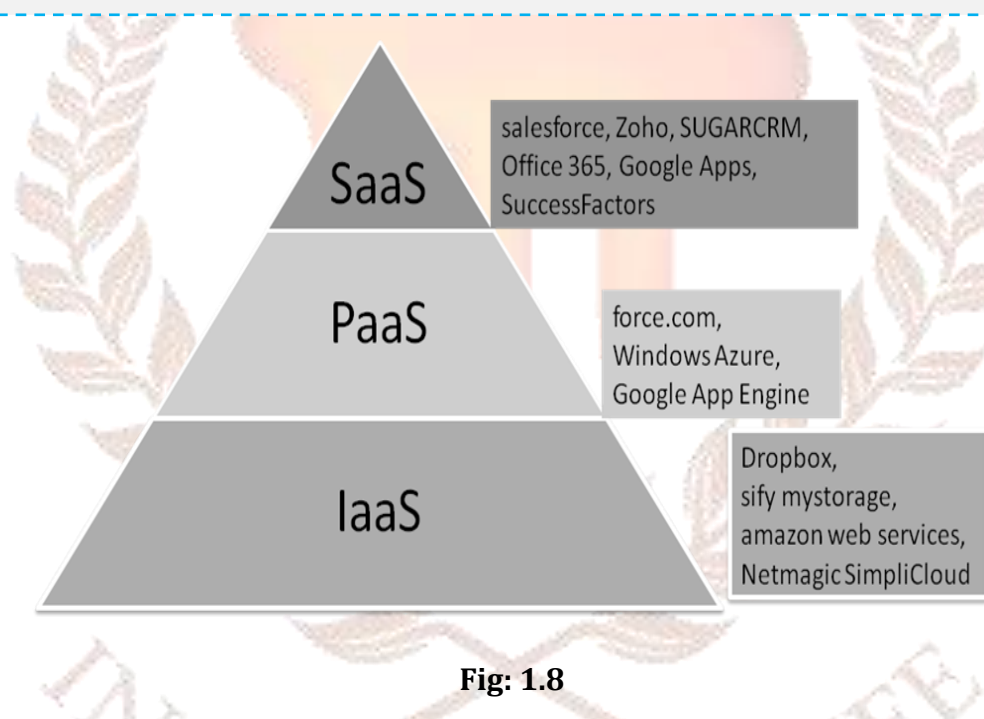 SaaS
salesforce, Zoho, SUGARCRM,
Office 365, Google Apps,
SuccessFactors
PaaS
force.com,
Windows Azure,
Google App Engine
IaaS
Dropbox,
sify mystorage,
amazon web services,
Netmagic SimpliCloud
Fig: 1.8